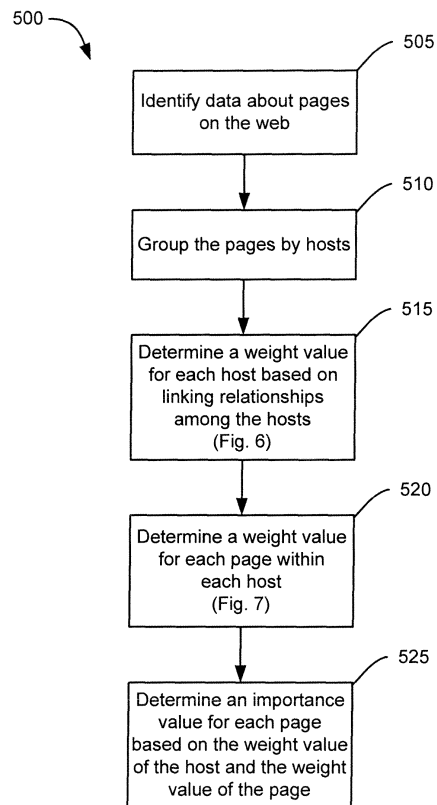 500
505
Identify data about pages
on the web
510
Group the pages by hosts
515
Determine a weight value
for each host based on
linking relationships
among the hosts
(Fig. 6)
520
Determine a weight value
for each page within
each host
(Fig. 7)
525
Determine an importance
value for each page
based on the weight value
of the host and the weight
value of the page